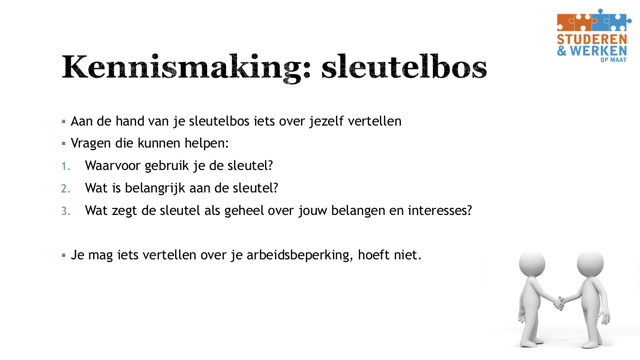 STUDEREN
& WERKEN
OP MAAT
Kennismaking: sleutelbos
▪ Aan de hand van je sleutelbos iets over jezelf vertellen
▪ Vragen die kunnen helpen:
1. Waarvoor gebruik je de sleutel?
2. Wat is belangrijk aan de sleutel?
3. Wat zegt de sleutel als geheel over jouw belangen en interesses?
▪ Je mag iets vertellen over je arbeidsbeperking, hoeft niet.